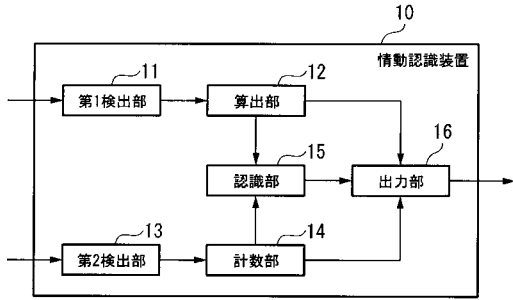 10
情動認識装置
11
第1検出部
12
算出部
15
認識部
16
出力部
13
第2検出部
14
計数部